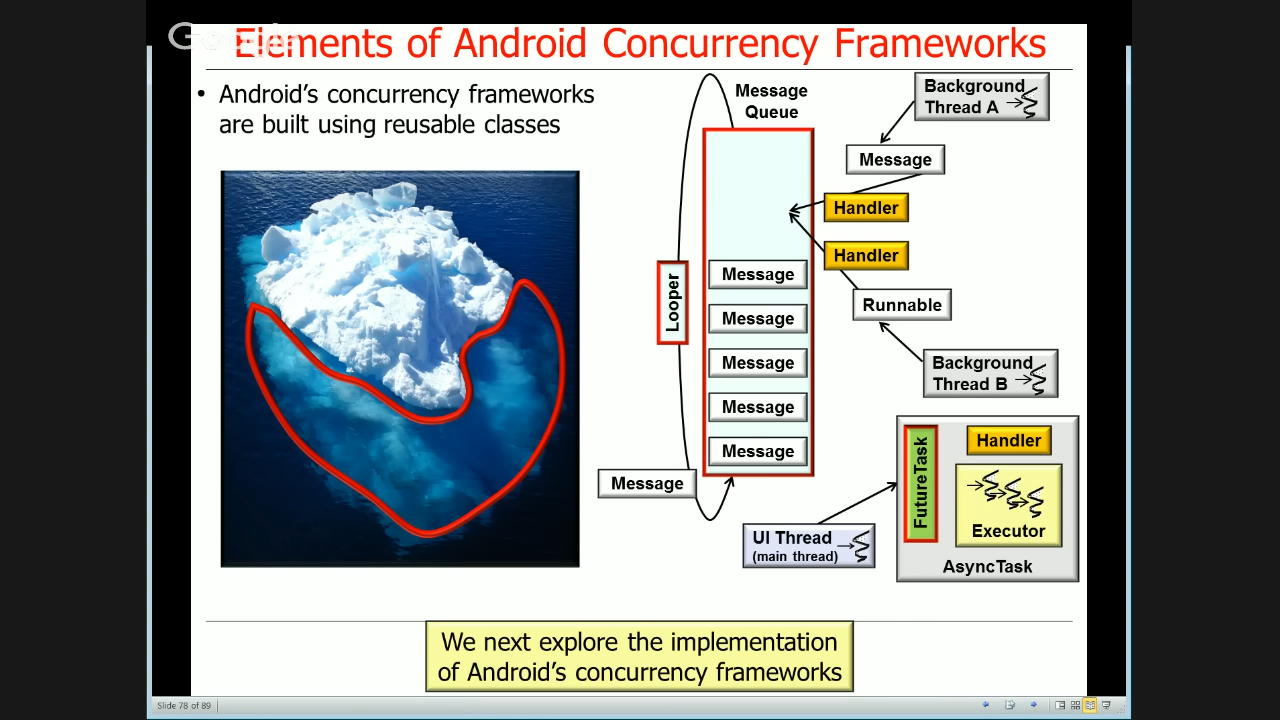 Google
Elements of Android Concurrency Frameworks
• Android's concurrency frameworks
are built using reusable classes
Message
Queue
Background
Thread A
Message
Handler
Handler
Runnable
Background
Thread B
Looper
Message
Message
Message
Message
Message
Message
UI Thread
(main thread)
FutureTask
Handler
Executor
AsyncTask
We next explore the implementation
of Android's concurrency frameworks
Slide 78 of 89